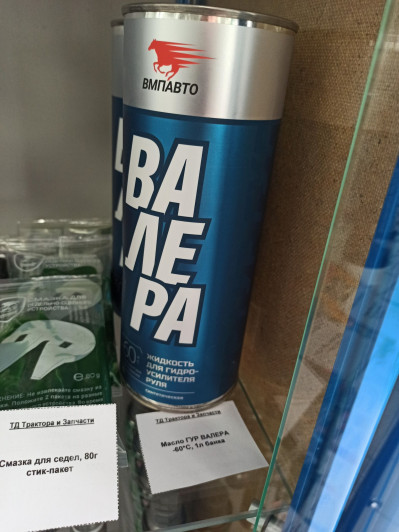 ВМПАВТО
ВА
ЛЕ
РА
ЖИДКОСТЬ
ДЛЯ ГИДРО-
УСИЛИТЕЛЯ
РУЛЯ
80г
ТД Трактора и Запчасти
Смазка для седел, 80г
стик-пакет
ТД Трактора и Запчасти
Масло ГУР ВАЛЕРА
-60°С, 1л банка